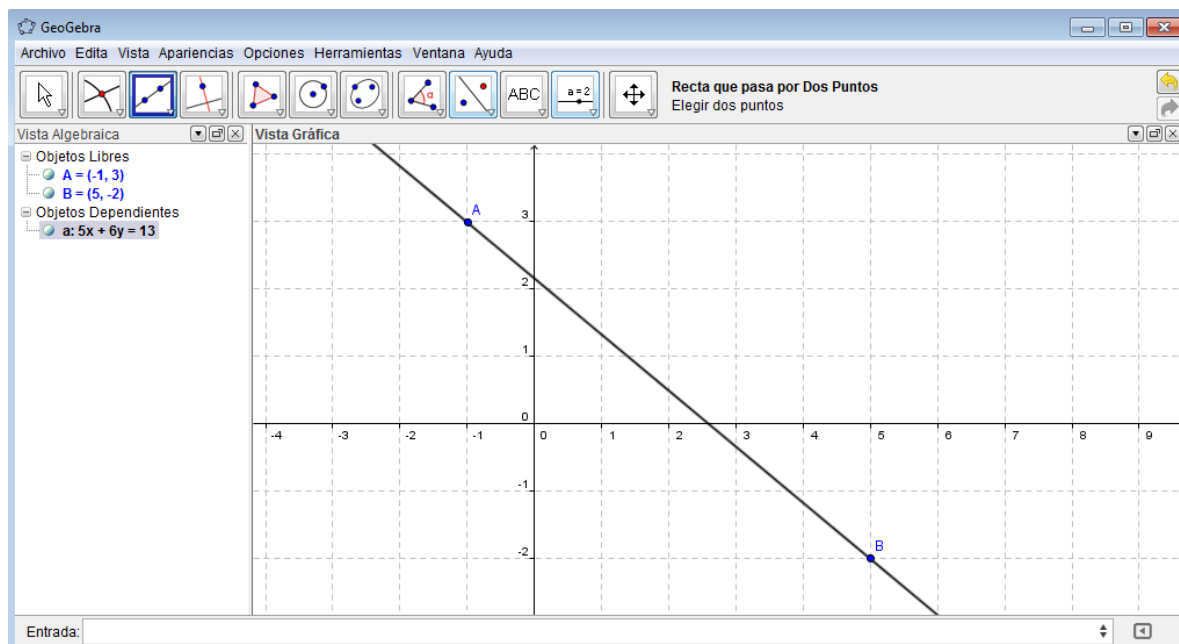 GeoGebra
Archivo Edita Vista Apariencias Opciones Herramientas Ventana Ayuda
ABC
a = 2
α
Recta que pasa por Dos Puntos
Elegir dos puntos
Vista Algebraica
Vista Gráfica
Objetos Libres
A = (-1, 3)
B = (5, -2)
Objetos Dependientes
a: 5x + 6y = 13
A
3
2
1
0
-4 -3 -2 -1 0 1 2 3 4 5 6 7 8 9
-1
-2
B
Entrada: